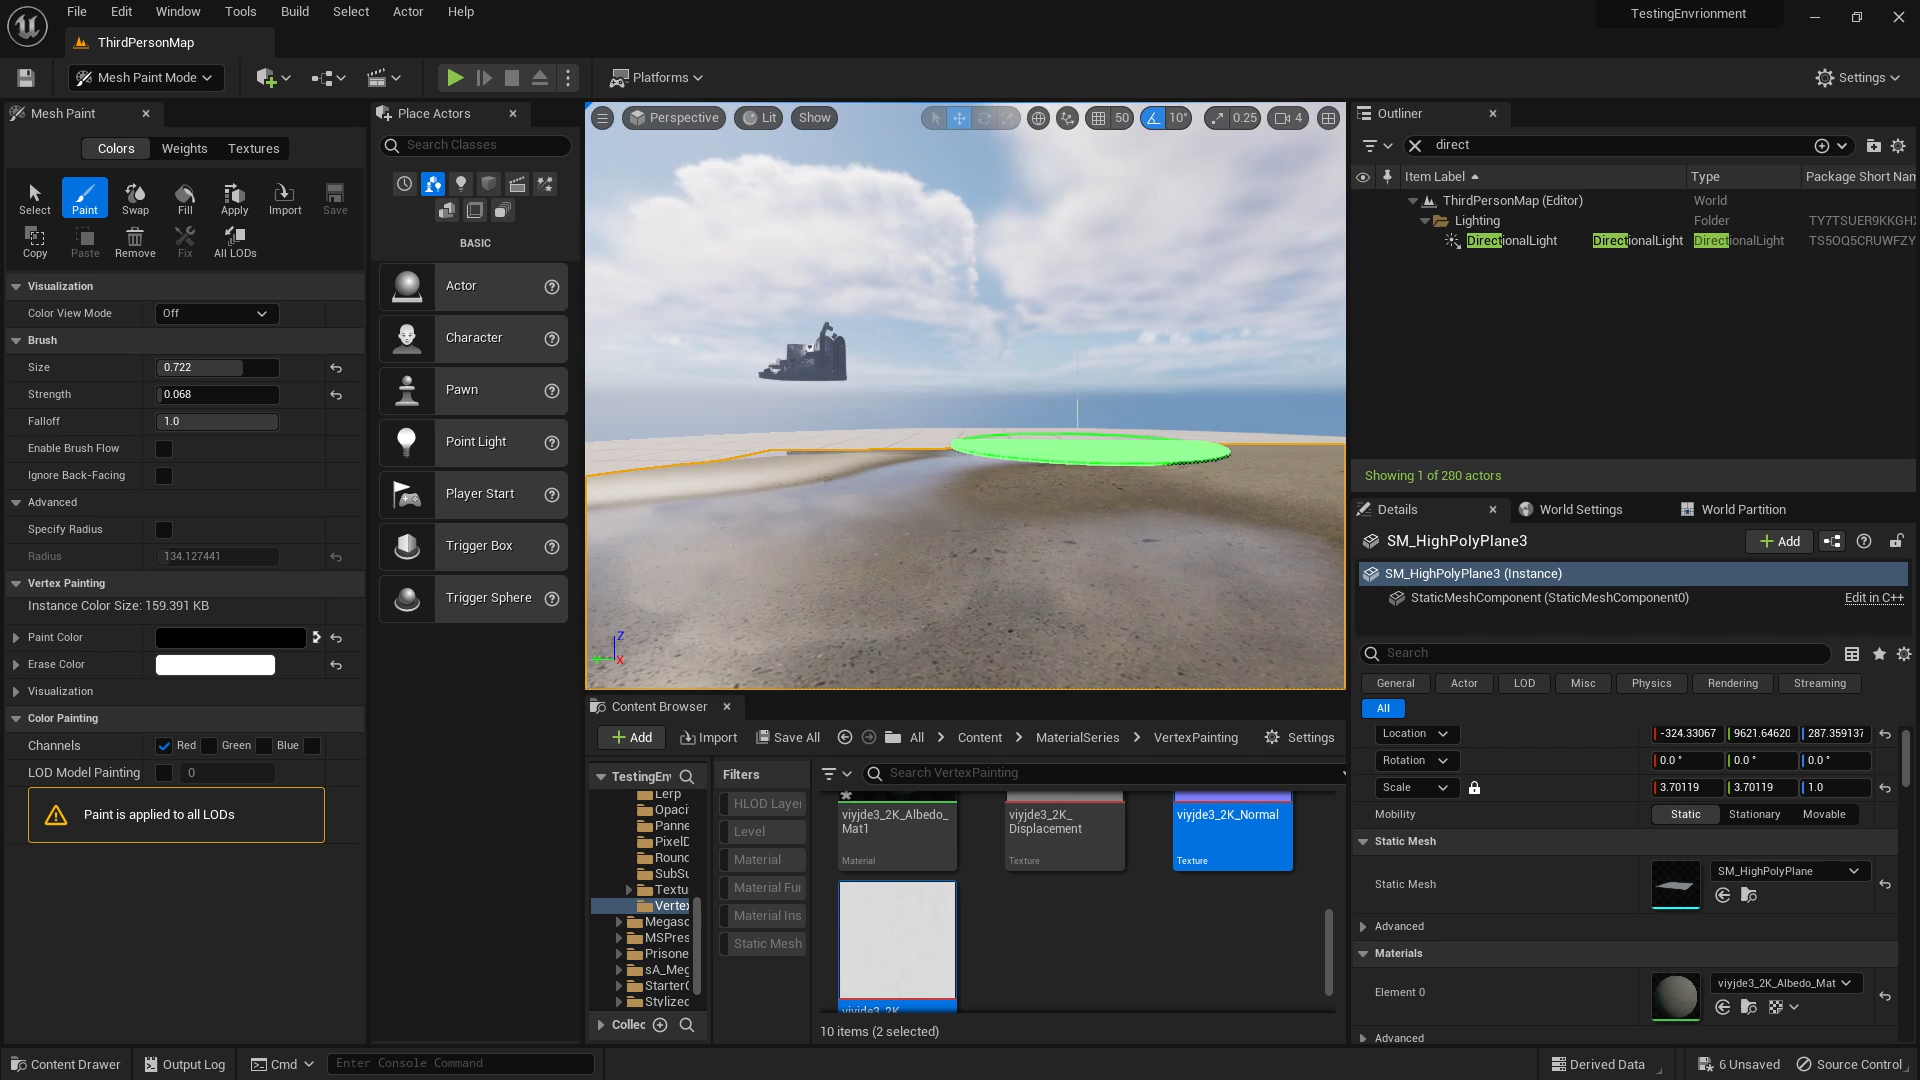 File Edit Window Tools Build Select Actor Help
TestingEnvrionment
ThirdPersonMap
Mesh Paint Mode
Platforms
Settings
Mesh Paint
Colors Weights Textures
Select Paint Swap Fill Apply Import Save
Copy Paste Remove Fix All LODs
Visualization
Color View Mode Off
Brush
Size 0.722
Strength 0.068
Falloff 1.0
Enable Brush Flow
Ignore Back-Facing
Advanced
Specify Radius
Radius 134.127441
Vertex Painting
Instance Color Size: 159.391 KB
Paint Color
Erase Color
Visualization
Color Painting
Channels Red Green Blue
LOD Model Painting 0
Paint is applied to all LODs
Place Actors
Search Classes
BASIC
Actor
Character
Pawn
Point Light
Player Start
Trigger Box
Trigger Sphere
Perspective Lit Show 50 10° 0.25 4
Z
X
Content Browser
Add Import Save All All Content MaterialSeries VertexPainting Settings
TestingEn
Lerp
Opaci
Panne
PixelD
Round
SubSu
Textu
Vertex
Megasc
MSPres
Prisone
sA_Meg
StarterC
Stylized
Collec
Filters
HLOD Layer
Level
Material
Material Fun
Material Ins
Static Mesh
Search VertexPainting
viyjde3_2K_Albedo_
Mat1
Material
viyjde3_2K_
Displacement
Texture
viyjde3_2K_Normal
Texture
viyjde3_2K_
10 items (2 selected)
Outliner
direct
Item Label Type Package Short Nam
ThirdPersonMap (Editor) World
Lighting Folder TY7TSUER9KKGHX
DirectionalLight DirectionalLight DirectionalLight TS5OQ5CRUWFZY
Showing 1 of 280 actors
Details World Settings World Partition
SM_HighPolyPlane3 Add
SM_HighPolyPlane3 (Instance)
StaticMeshComponent (StaticMeshComponent0) Edit in C++
Search
General Actor LOD Misc Physics Rendering Streaming
All
Location -324.33067 9621.64620 287.359137
Rotation 0.0 ° 0.0 ° 0.0 °
Scale 3.70119 3.70119 1.0
Mobility Static Stationary Movable
Static Mesh
Static Mesh SM_HighPolyPlane
Advanced
Materials
Element 0 viyjde3_2K_Albedo_Mat
Advanced
Content Drawer Output Log Cmd Enter Console Command
Derived Data 6 Unsaved Source Control